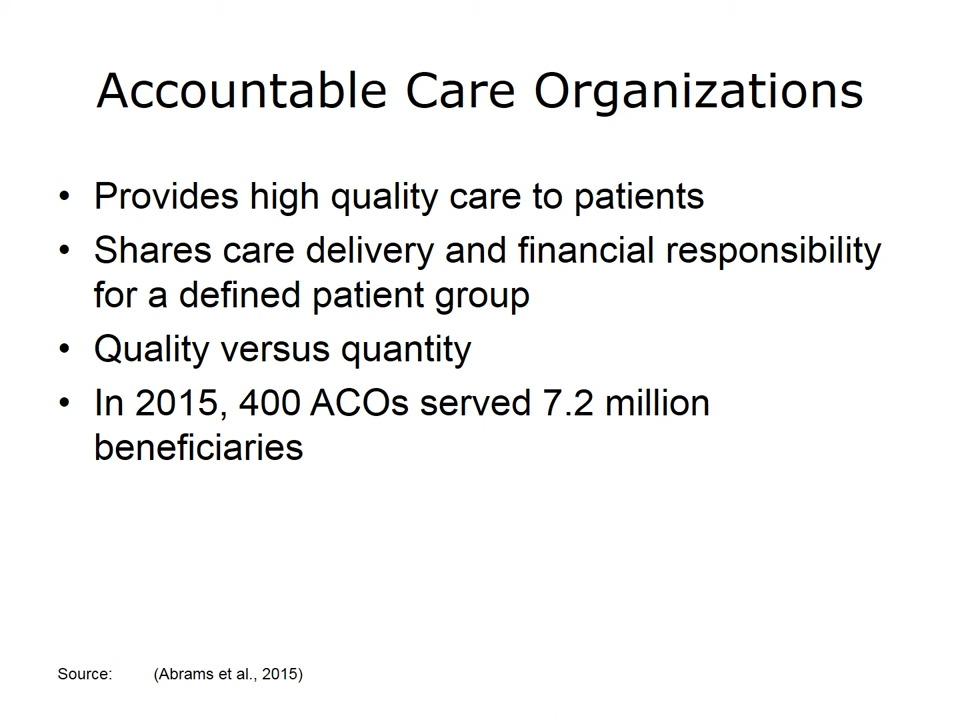 Accountable Care Organizations
• Provides high quality care to patients
• Shares care delivery and financial responsibility
for a defined patient group
• Quality versus quantity
• In 2015, 400 ACOs served 7.2 million
beneficiaries
Source: (Abrams et al., 2015)